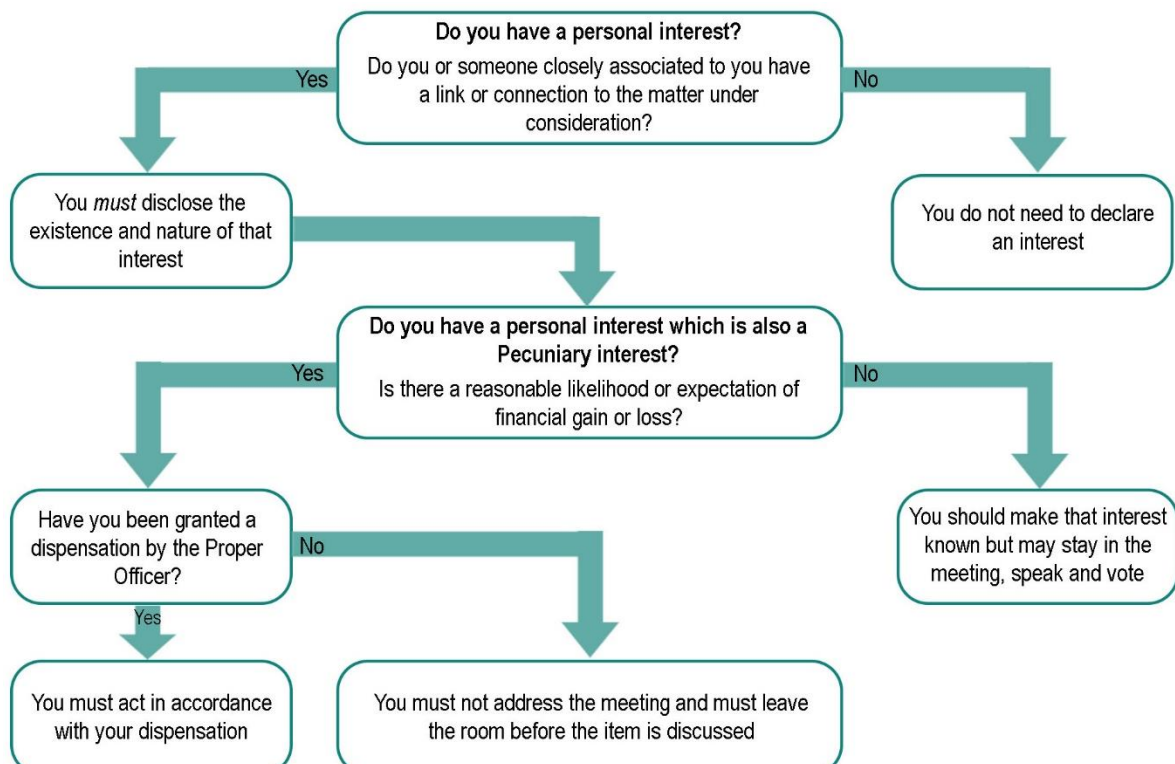 Do you have a personal interest?
Do you or someone closely associated to you have
a link or connection to the matter under
consideration?
Yes
No
You must disclose the
existence and nature of that
interest
You do not need to declare
an interest
Do you have a personal interest which is also a
Pecuniary interest?
Is there a reasonable likelihood or expectation of
financial gain or loss?
Yes
No
Have you been granted a
dispensation by the Proper
Officer?
No
Yes
You should make that interest
known but may stay in the
meeting, speak and vote
You must act in accordance
with your dispensation
You must not address the meeting and must leave
the room before the item is discussed